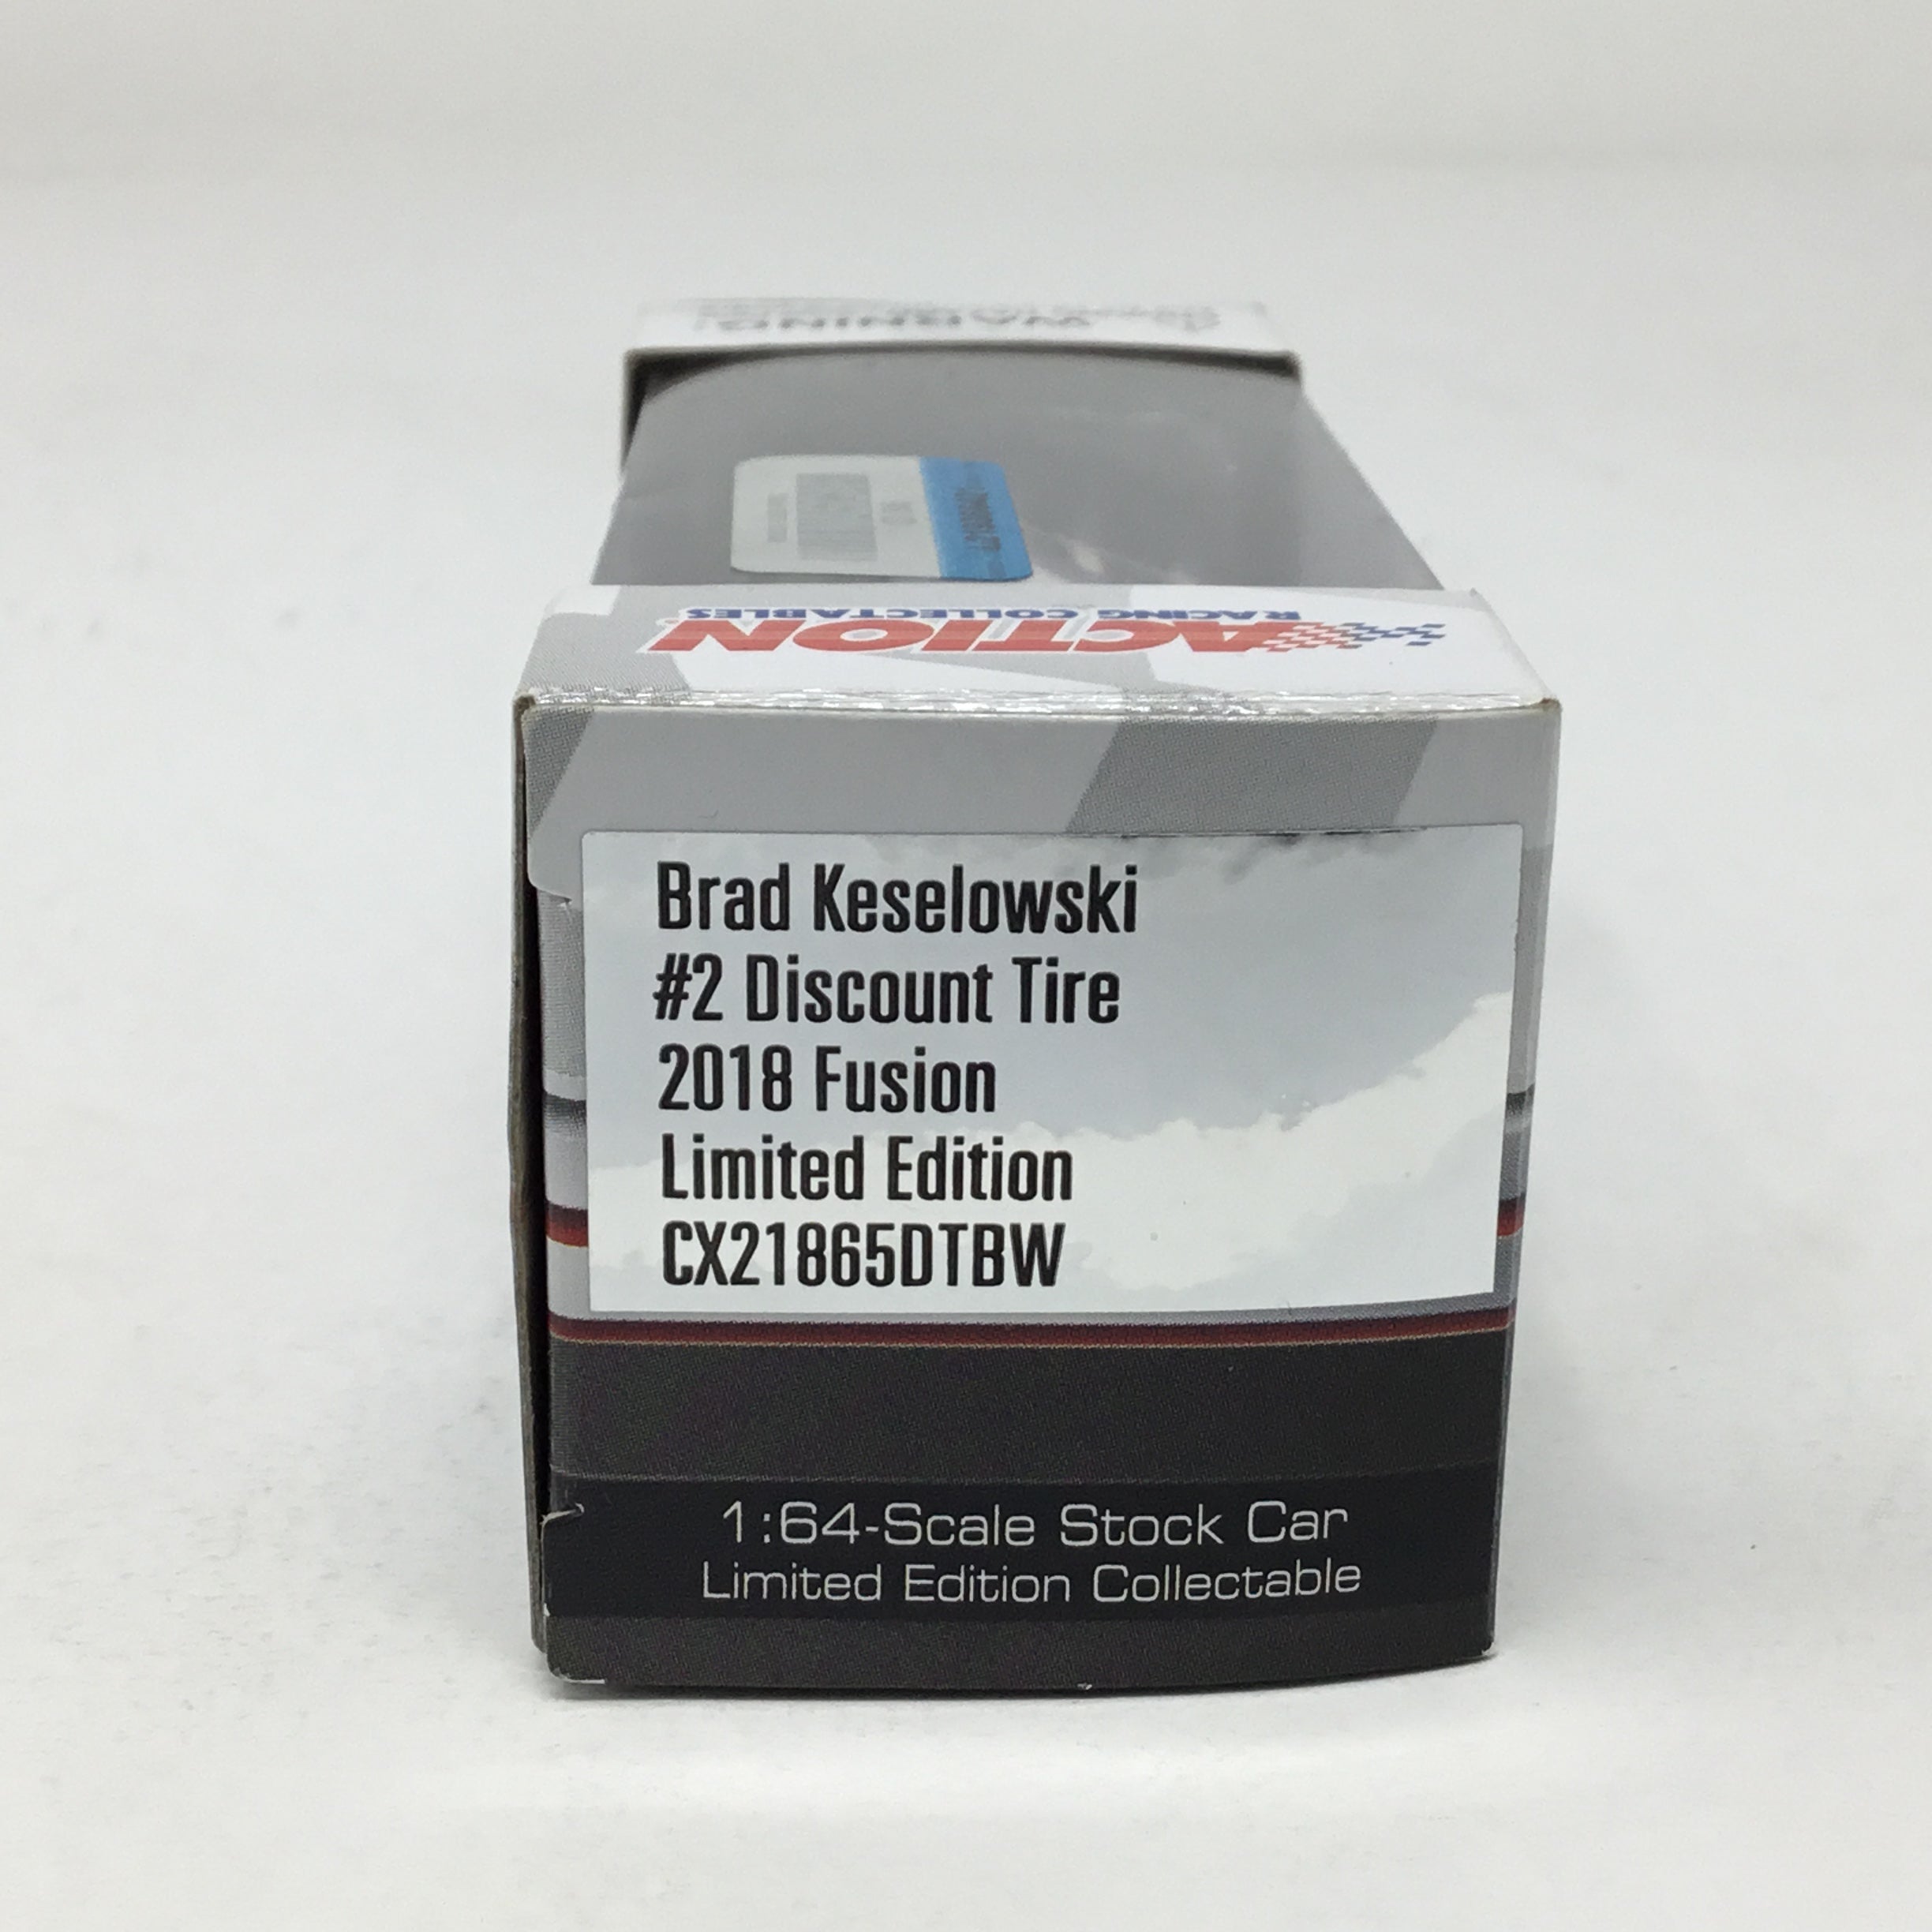 WARNING
ACTION
RACING COLLECTABLES
Brad Keselowski
#2 Discount Tire
2018 Fusion
Limited Edition
CX21865DTBW
1:64-Scale Stock Car
Limited Edition Collectable